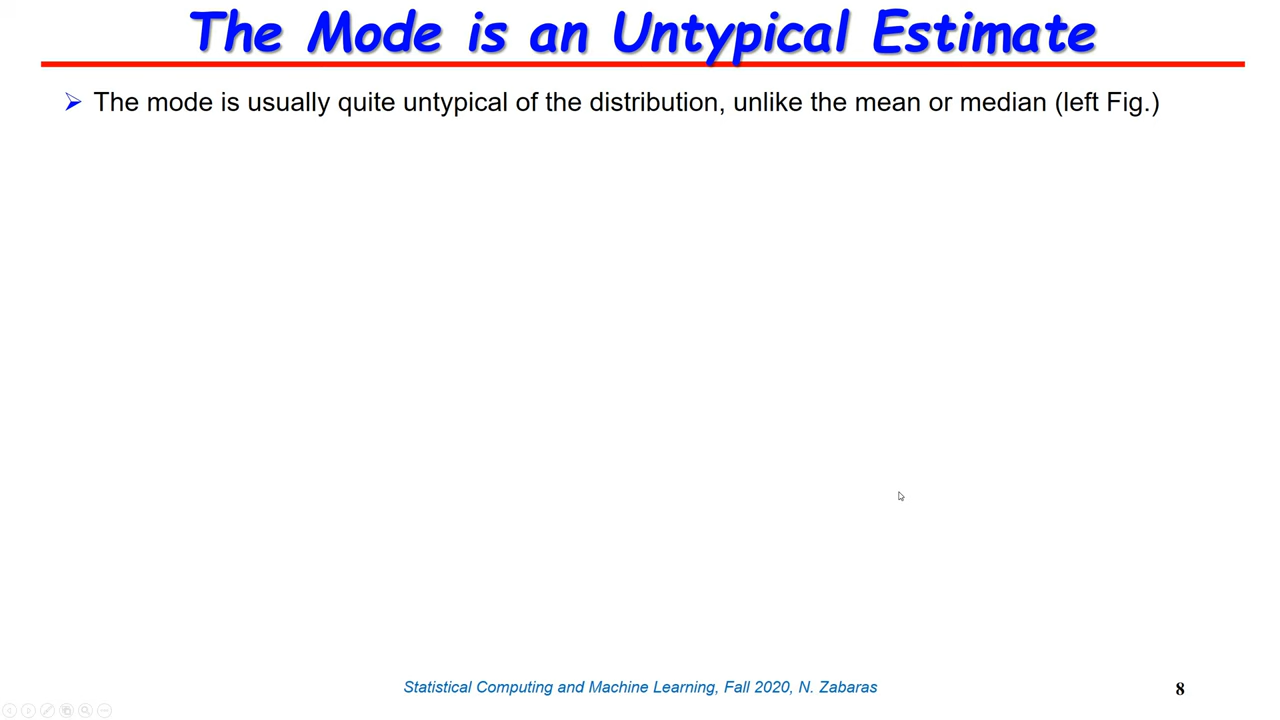 The Mode is an Untypical Estimate
The mode is usually quite untypical of the distribution, unlike the mean or median (left Fig.)
Statistical Computing and Machine Learning, Fall 2020, N. Zabaras
8